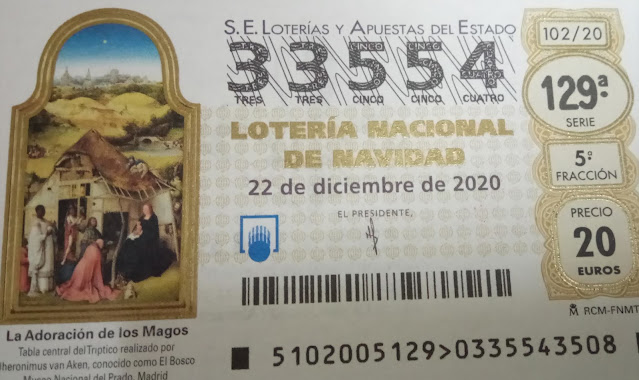 S.E. LOTERÍAS Y APUESTAS DEL ESTADO
33554
TRES TRES CINCO CINCO CUATRO
LOTERÍA NACIONAL
DE NAVIDAD
22 de diciembre de 2020
EL PRESIDENTE,
102/20
129ª
SERIE
5ª
FRACCIÓN
PRECIO
20
EUROS
RCM-FNMT
La Adoración de los Magos
Tabla central del Tríptico realizado por
Jheronimus van Aken, conocido como El Bosco
Museo Nacional del Prado, Madrid
5102005129>0335543508